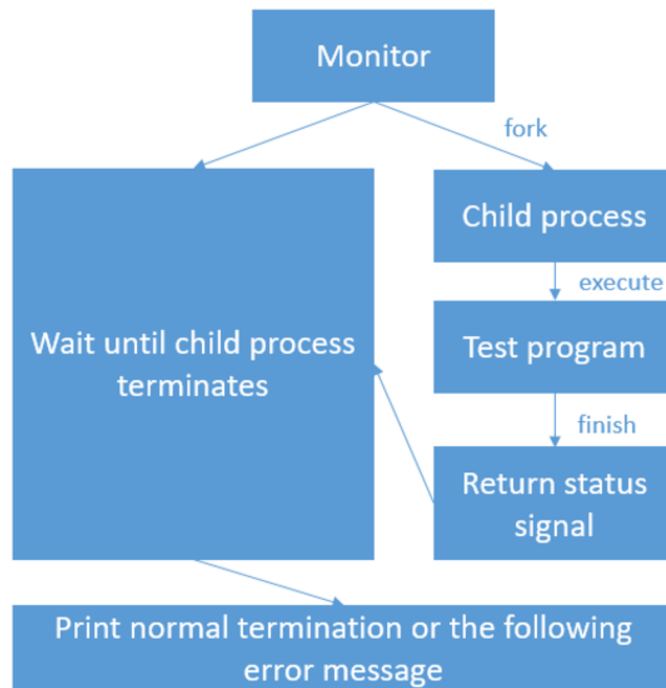 Monitor
fork
Child process
execute
Wait until child process
terminates
Test program
finish
Return status
signal
Print normal termination or the following
error message